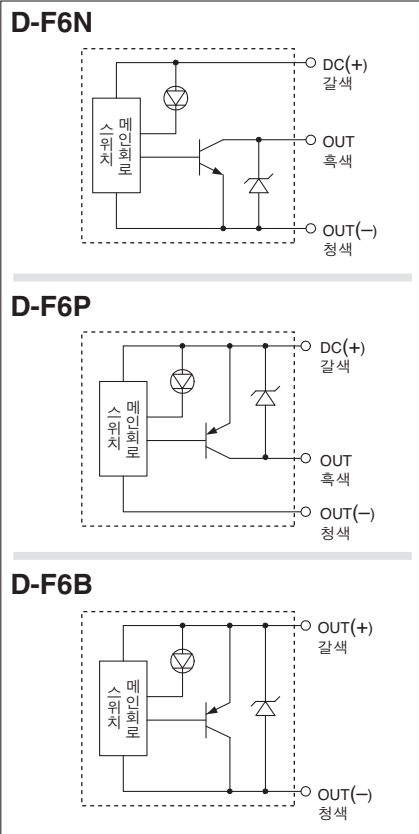 D-F6N
DC(+)
갈색
스위치
메인회로
OUT
흑색
OUT(–)
청색
D-F6P
DC(+)
갈색
스위치
메인회로
OUT
흑색
OUT(–)
청색
D-F6B
OUT(+)
갈색
스위치
메인회로
OUT(–)
청색